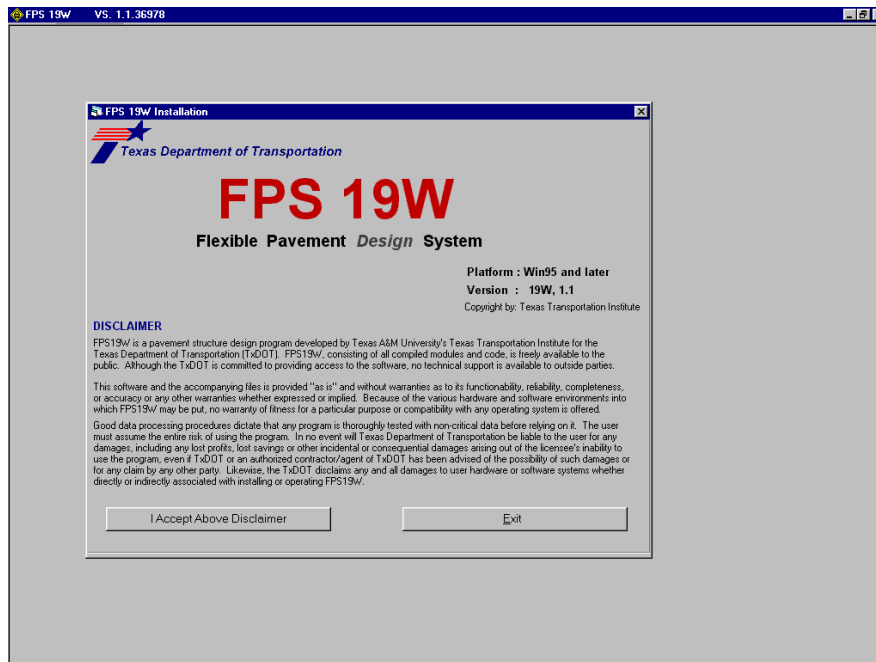 FPS 19W VS. 1.1.36978
FPS 19W Installation
Texas Department of Transportation
FPS 19W
Flexible Pavement Design System
Platform : Win95 and later
Version : 19W, 1.1
Copyright by: Texas Transportation Institute
DISCLAIMER
FPS19W is a pavement structure design program developed by Texas A&M University's Texas Transportation Institute for the
Texas Department of Transportation (TxDOT). FPS19W, consisting of all compiled modules and code, is freely available to the
public. Although the TxDOT is committed to providing access to the software, no technical support is available to outside parties.
This software and the accompanying files is provided "as is" and without warranties as to its functionability, reliability, completeness,
or accuracy or any other warranties whether expressed or implied. Because of the various hardware and software environments into
which FPS19W may be put, no warranty of fitness for a particular purpose or compatibility with any operating system is offered.
Good data processing procedures dictate that any program is thoroughly tested with non-critical data before relying on it. The user
must assume the entire risk of using the program. In no event will Texas Department of Transportation be liable to the user for any
damages, including any lost profits, lost savings or other incidental or consequential damages arising out of the licensee's inability to
use the program, even if TxDOT or an authorized contractor/agent of TxDOT has been advised of the possibility of such damages or
for any claim by any other party. Likewise, the TxDOT disclaims any and all damages to user hardware or software systems whether
directly or indirectly associated with installing or operating FPS19W.
I Accept Above Disclaimer
Exit